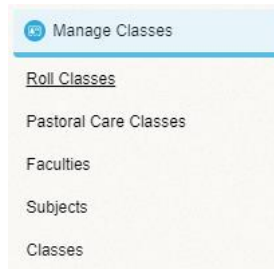 Manage Classes
Roll Classes
Pastoral Care Classes
Faculties
Subjects
Classes